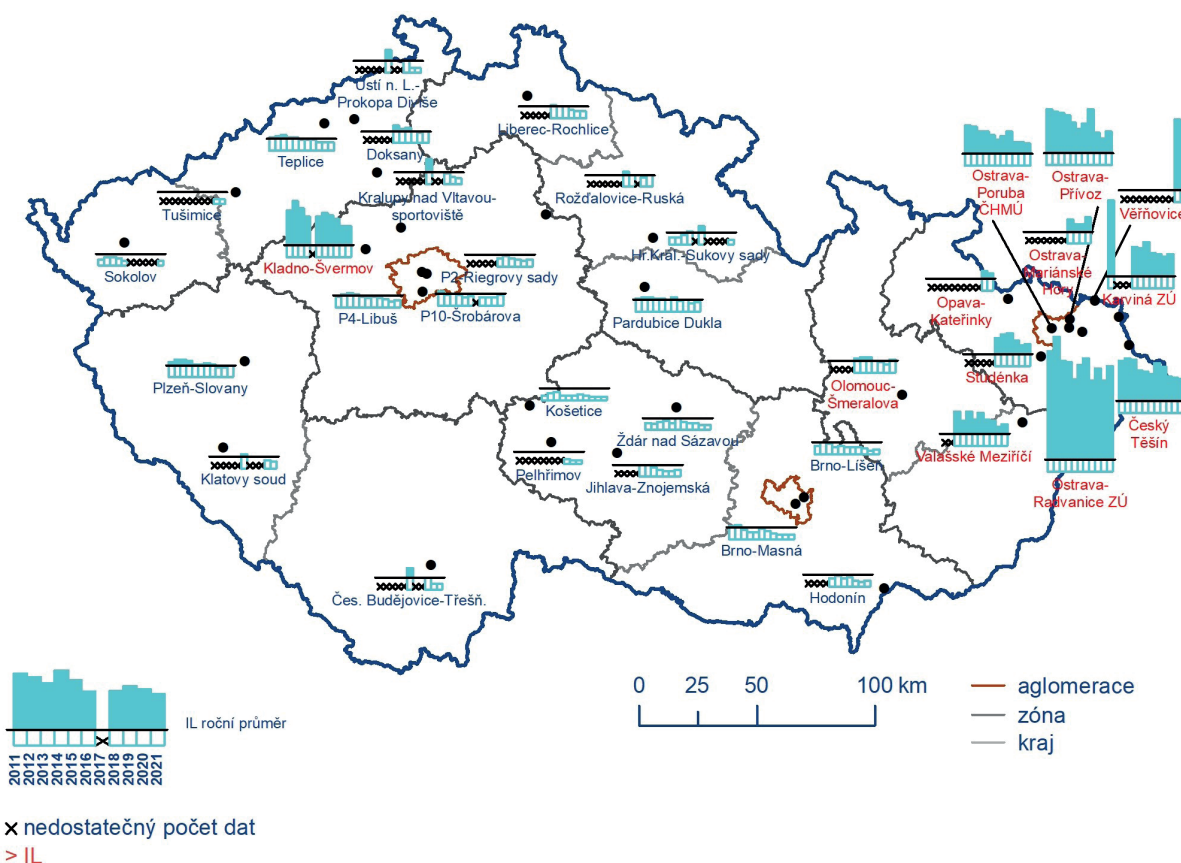 Ústí n. L.-
Prokopa Diviše
Teplice
Doksany
Liberec-Rochlice
Tušimice
Kralupy nad Vltavou-
sportoviště
Rožďalovice-Ruská
Sokolov
Kladno-Švermov
P2-Riegrovy sady
Hr.Král.-Sukovy sady
P4-Libuš
P10-Šrobárova
Pardubice Dukla
Ostrava-
Poruba
ČHMÚ
Ostrava-
Přívoz
Věřňovice
Ostrava-
Mariánské
Hory
Karviná ZÚ
Opava-
Kateřinky
Studénka
Olomouc-
Šmeralova
Český
Těšín
Valašské Meziříčí
Ostrava-
Radvanice ZÚ
Plzeň-Slovany
Košetice
Klatovy soud
Pelhřimov
Žďár nad Sázavou
Jihlava-Znojemská
Brno-Líšeň
Brno-Masná
Čes. Budějovice-Třešň.
Hodonín
IL roční průměr
2011
2012
2013
2014
2015
2016
2017
2018
2019
2020
2021
0 25 50 100 km
aglomerace
zóna
kraj
x nedostatečný počet dat
> IL